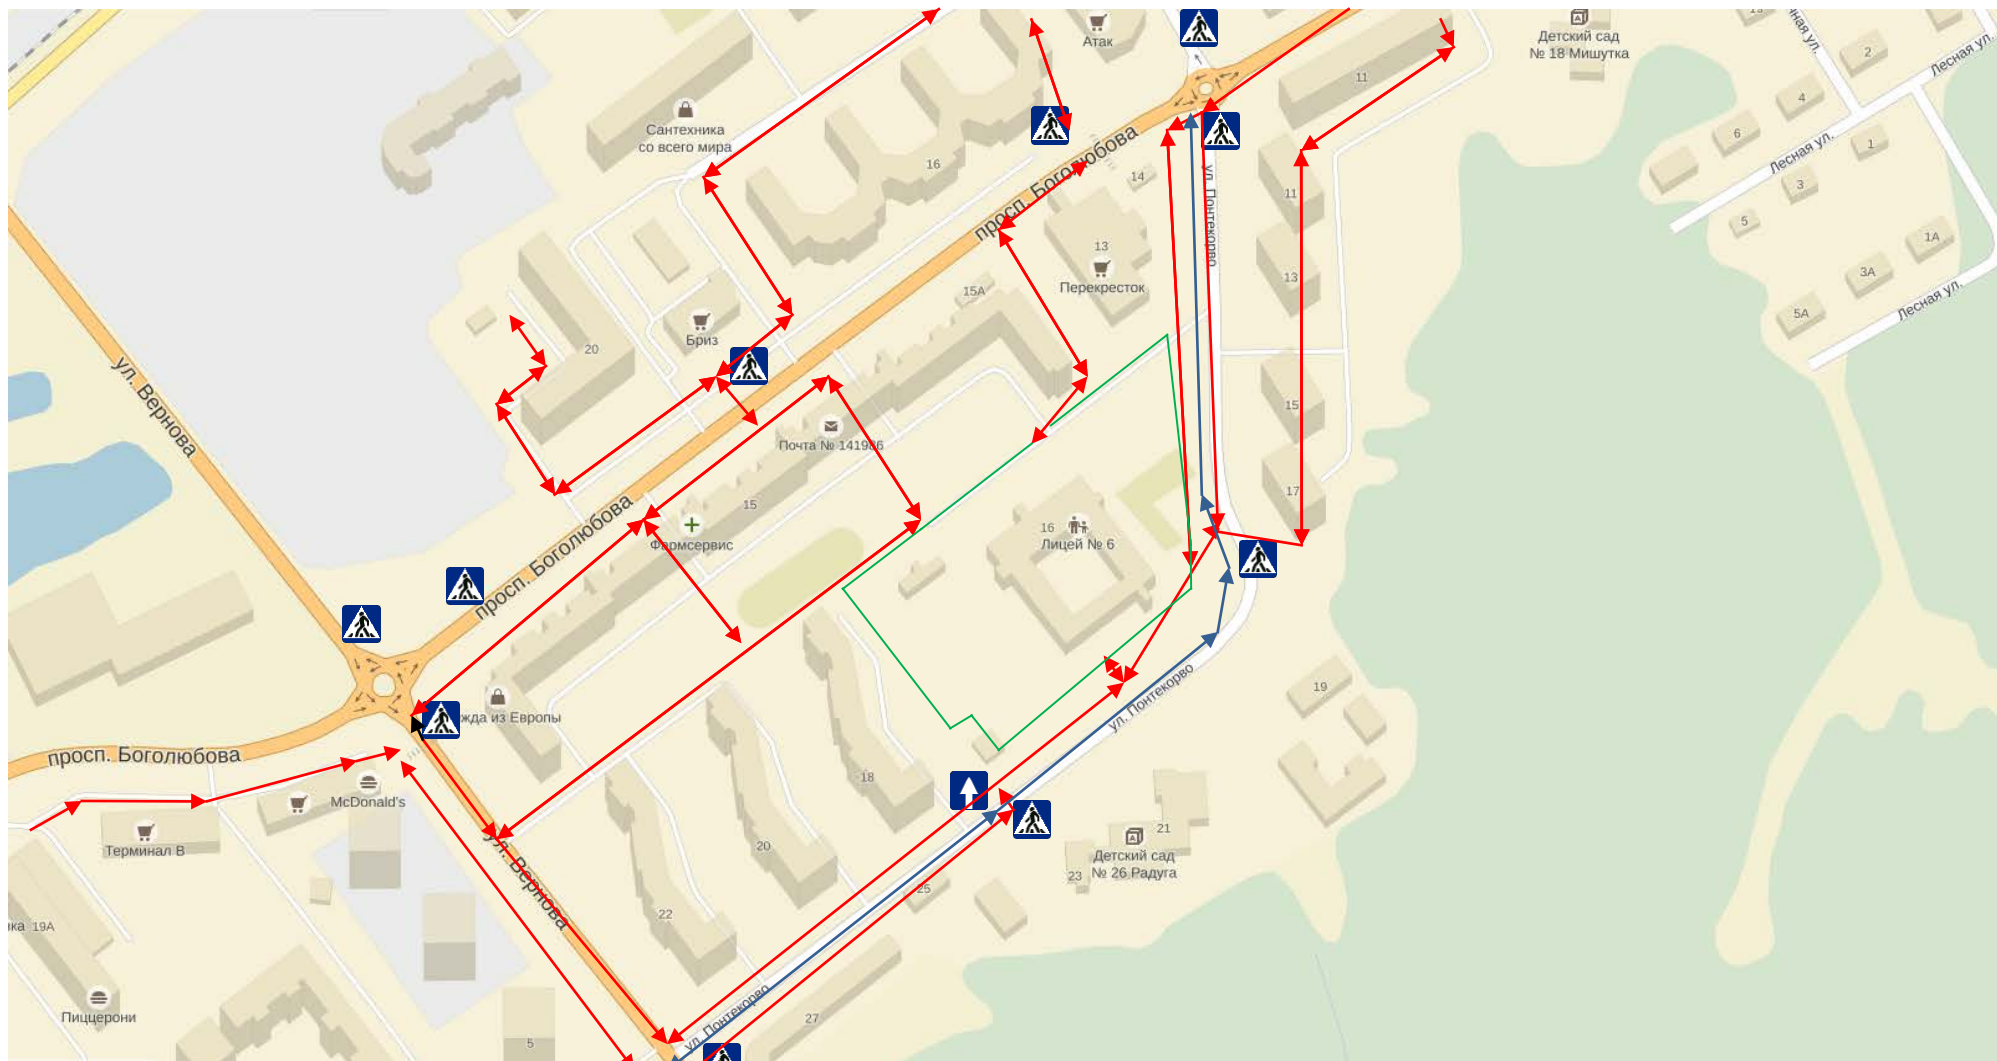 Атак
Детский сад
№ 18 Мишутка
2
Лесная ул.
11
4
6
Лесная ул.
1
Сантехника
со всего мира
16
просп. Боголюбова
14
ул. Понтекорво
11
3
5
1А
13
Перекресток
13
3А
Лесная ул.
15А
5А
Бриз
20
ул. Вернова
15
Почта № 141986
17
15
Фармсервис
16
Лицей № 6
просп. Боголюбова
19
жда из Европы
ул. Понтекорво
просп. Боголюбова
McDonald's
18
Терминал В
20
21
Детский сад
№ 26 Радуга
23
25
ул. Вернова
22
ка 19А
Пиццерони
ул. Понтекорво
27
5